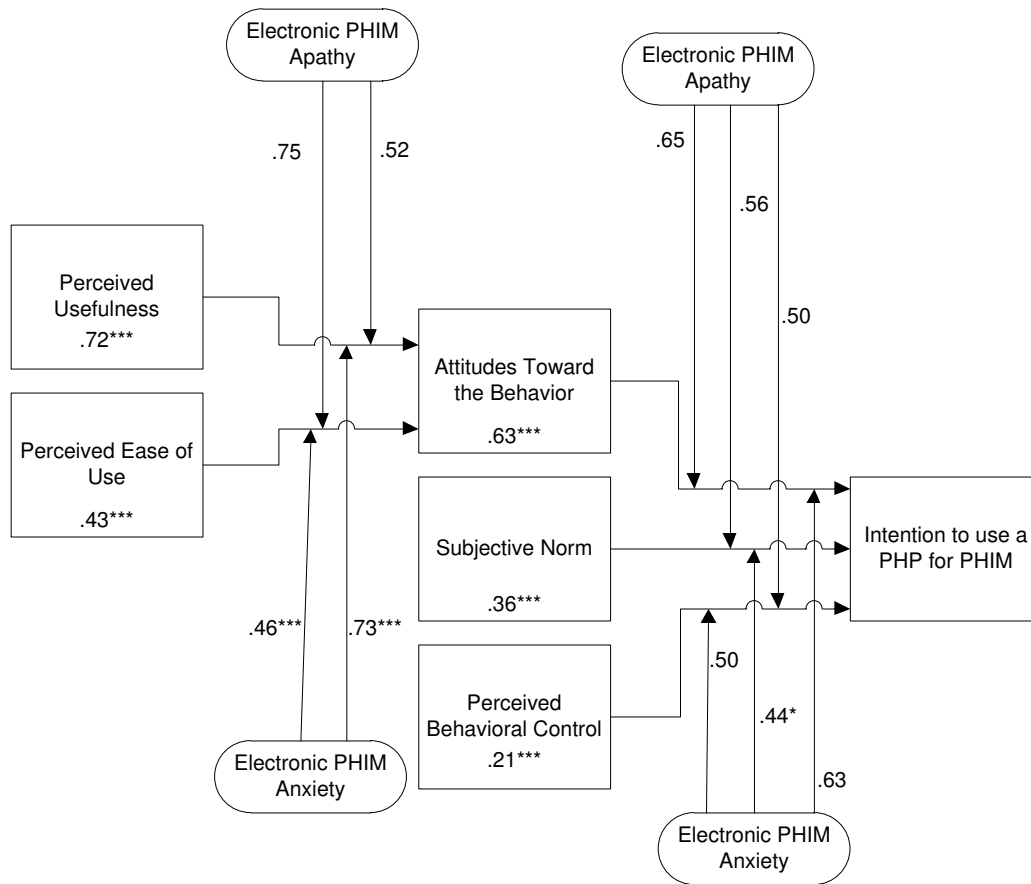 Electronic PHIM
Apathy
Electronic PHIM
Apathy
.75
.52
.65
.56
.50
Perceived
Usefulness
.72***
Attitudes Toward
the Behavior
.63***
Perceived Ease of
Use
.43***
Subjective Norm
.36***
Intention to use a
PHP for PHIM
.46***
.73***
.50
.44*
.63
Perceived
Behavioral Control
.21***
Electronic PHIM
Anxiety
Electronic PHIM
Anxiety